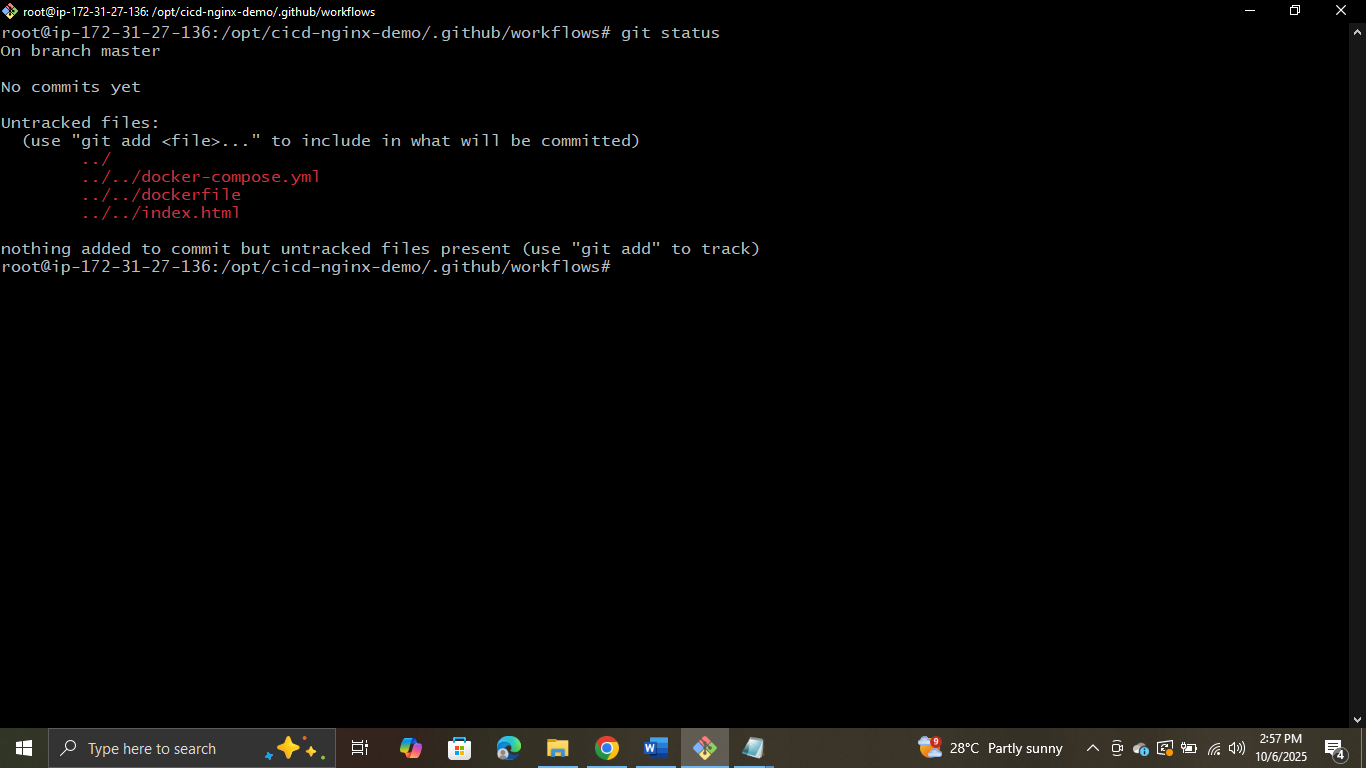 root@ip-172-31-27-136: /opt/cicd-nginx-demo/.github/workflows
root@ip-172-31-27-136:/opt/cicd-nginx-demo/.github/workflows# git status
On branch master
No commits yet
Untracked files:
(use "git add <file>..." to include in what will be committed)
../
../../docker-compose.yml
../../dockerfile
../../index.html
nothing added to commit but untracked files present (use "git add" to track)
root@ip-172-31-27-136:/opt/cicd-nginx-demo/.github/workflows#
Type here to search
9
28°C Partly sunny
2:57 PM
10/6/2025
4